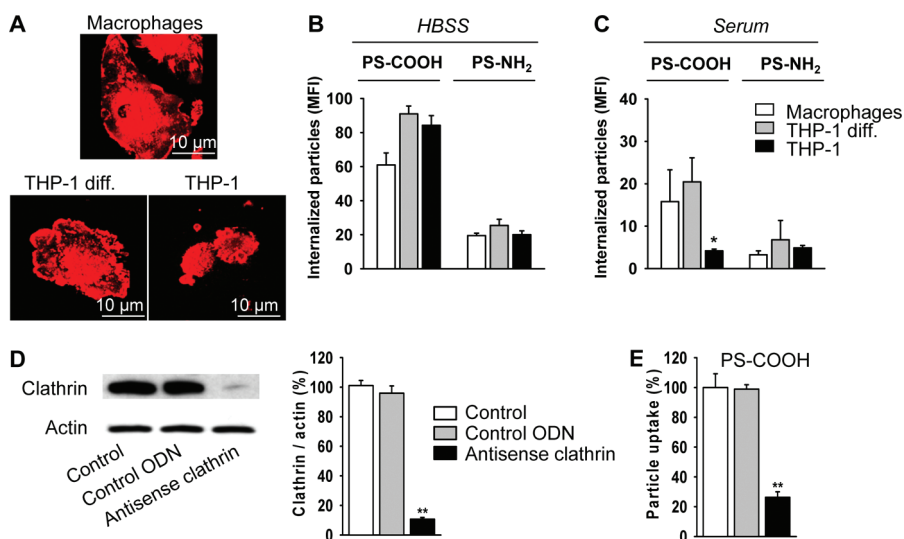 A
Macrophages
10 µm
THP-1 diff.
THP-1
10 µm
10 µm
B
HBSS
PS-COOH
PS-NH₂
Internalized particles (MFI)
100
80
60
40
20
0
C
Serum
PS-COOH
PS-NH₂
Internalized particles (MFI)
40
30
20
10
0
*
Macrophages
THP-1 diff.
THP-1
D
Clathrin
Actin
Control
Control ODN
Antisense clathrin
Clathrin / actin (%)
120
100
80
60
40
20
0
**
Control
Control ODN
Antisense clathrin
E
PS-COOH
Particle uptake (%)
120
100
80
60
40
20
0
**